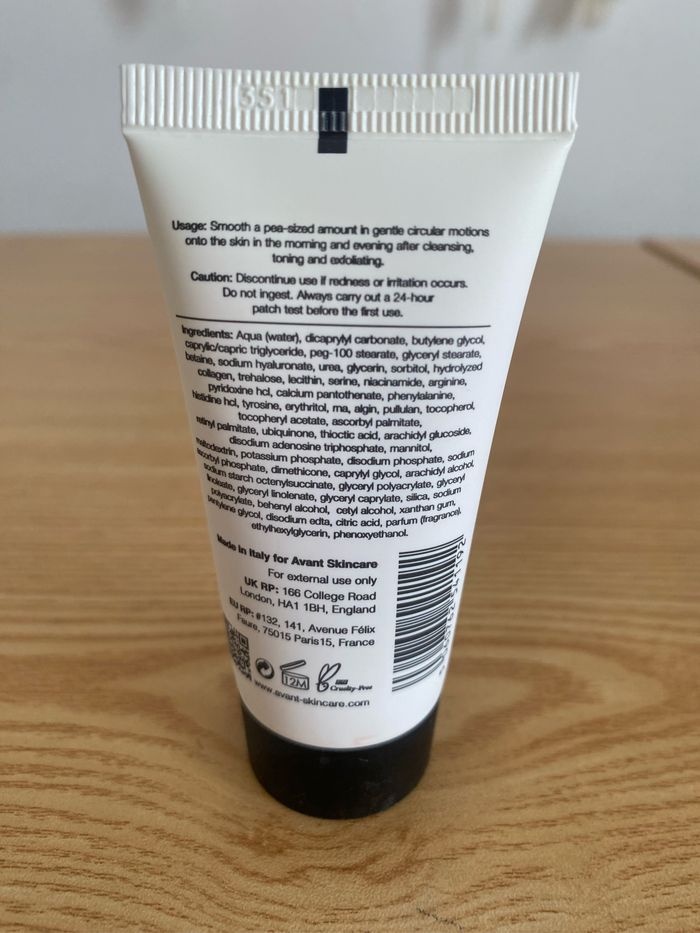 351
Usage: Smooth a pea-sized amount in gentle circular motions
onto the skin in the morning and evening after cleansing,
toning and exfoliating.
Caution: Discontinue use if redness or irritation occurs.
Do not ingest. Always carry out a 24-hour
patch test before the first use.
Ingredients: Aqua (water), dicaprylyl carbonate, butylene glycol,
caprylic/capric triglyceride, peg-100 stearate, glyceryl stearate,
betaine, sodium hyaluronate, urea, glycerin, sorbitol, hydrolyzed
collagen, trehalose, lecithin, serine, niacinamide, arginine,
pyridoxine hcl, calcium pantothenate, phenylalanine,
histidine hcl, tyrosine, erythritol, rna, algin, pullulan, tocopherol,
tocopheryl acetate, ascorbyl palmitate,
retinyl palmitate, ubiquinone, thioctic acid, arachidyl glucoside,
disodium adenosine triphosphate, mannitol,
maltodextrin, potassium phosphate, disodium phosphate, sodium
ascorbyl phosphate, dimethicone, caprylyl glycol, arachidyl alcohol,
sodium starch octenylsuccinate, glyceryl polyacrylate, glyceryl
linoleate, glyceryl linolenate, glyceryl caprylate, silica, sodium
polyacrylate, behenyl alcohol, cetyl alcohol, xanthan gum,
pentylene glycol, disodium edta, citric acid, parfum (fragrance),
ethylhexylglycerin, phenoxyethanol.
Made in Italy for Avant Skincare
For external use only
UK RP: 166 College Road
London, HA1 1BH, England
EU RP: #132, 141, Avenue Félix
Faure, 75015 Paris15, France
12M
Cruelty-Free
www.avant-skincare.com